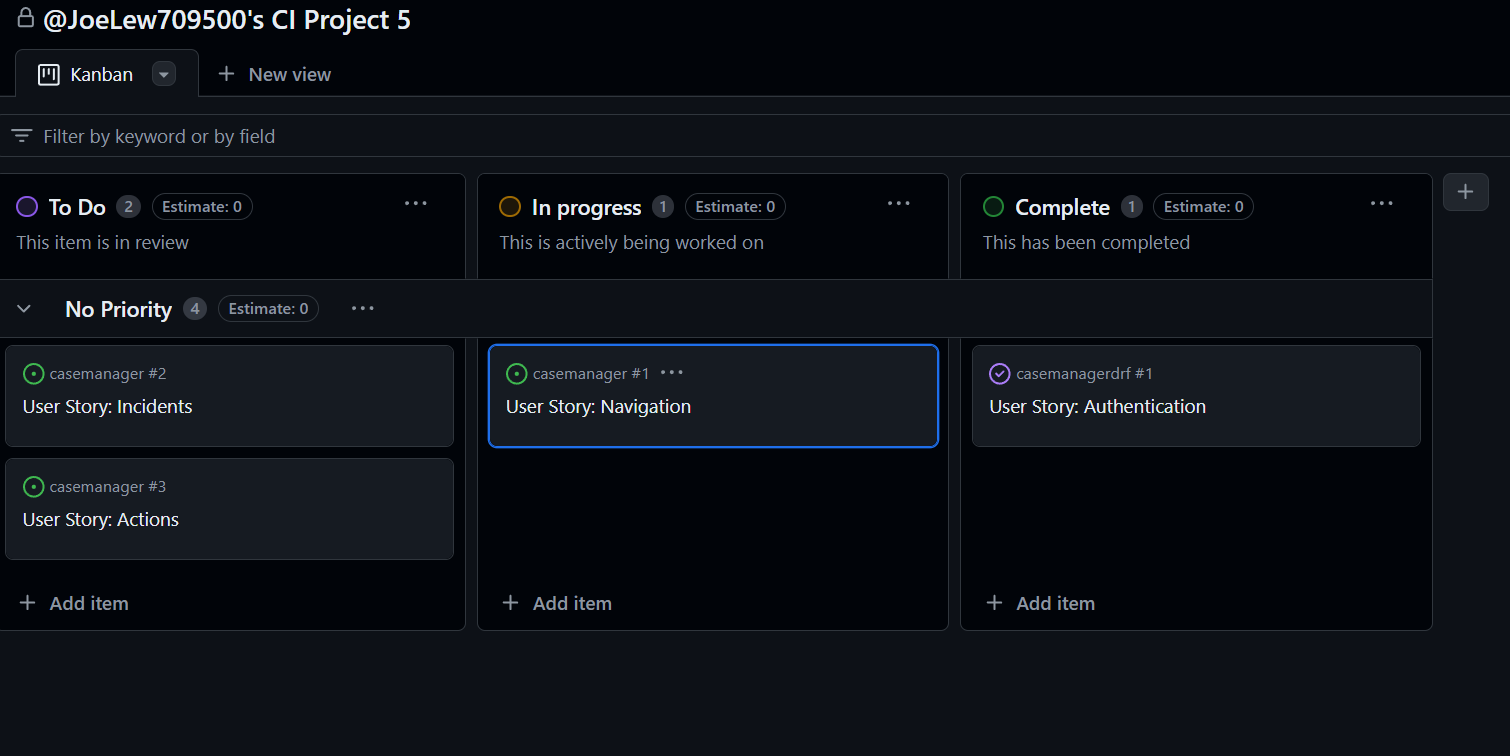 @JoeLew709500's CI Project 5
Kanban
New view
Filter by keyword or by field
To Do 2 Estimate: 0
This item is in review
In progress 1 Estimate: 0
This is actively being worked on
Complete 1 Estimate: 0
This has been completed
No Priority 4 Estimate: 0
casemanager #2
User Story: Incidents
casemanager #3
User Story: Actions
Add item
casemanager #1
User Story: Navigation
Add item
casemanagerdrf #1
User Story: Authentication
Add item